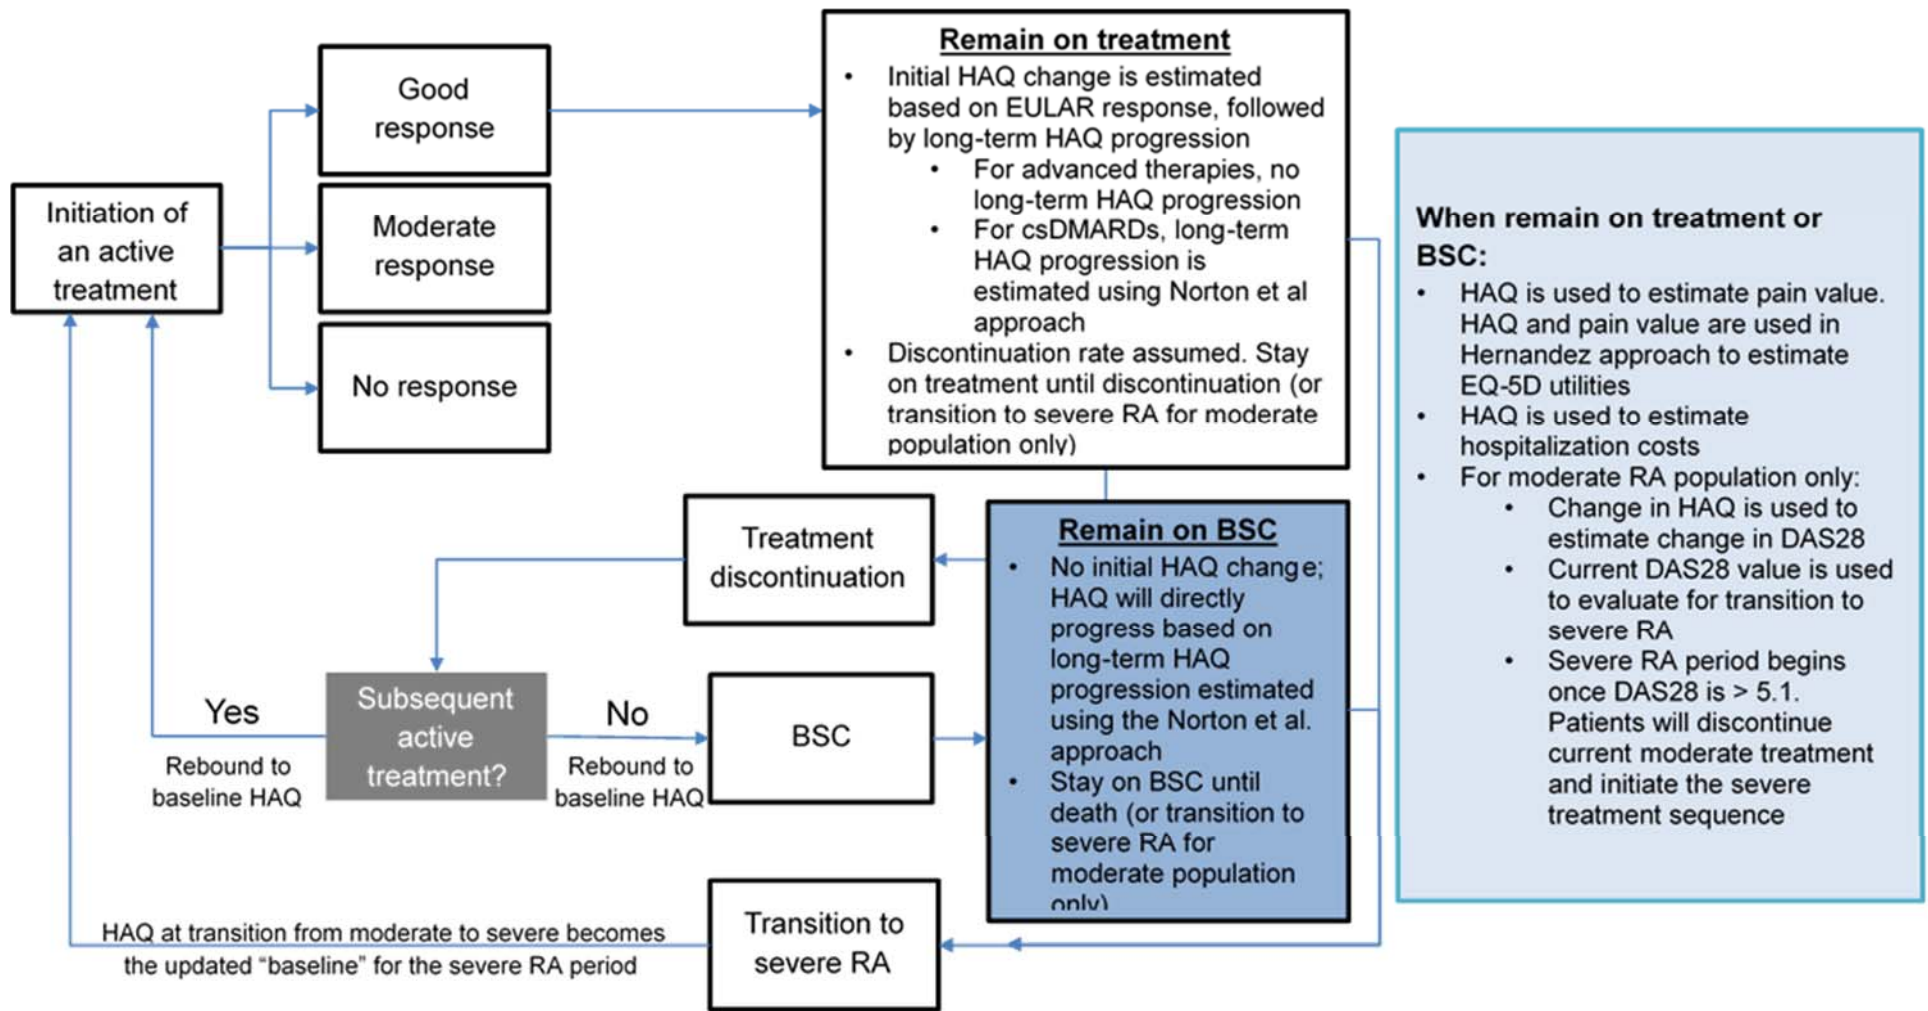 Initiation of
an active
treatment
Good
response
Moderate
response
No response
Remain on treatment
• Initial HAQ change is estimated
based on EULAR response, followed
by long-term HAQ progression
• For advanced therapies, no
long-term HAQ progression
• For csDMARDs, long-term
HAQ progression is
estimated using Norton et al
approach
• Discontinuation rate assumed. Stay
on treatment until discontinuation (or
transition to severe RA for moderate
population only)
Treatment
discontinuation
Subsequent
active
treatment?
Yes
Rebound to
baseline HAQ
No
Rebound to
baseline HAQ
BSC
Remain on BSC
• No initial HAQ change;
HAQ will directly
progress based on
long-term HAQ
progression estimated
using the Norton et al.
approach
• Stay on BSC until
death (or transition to
severe RA for
moderate population
only)
Transition to
severe RA
HAQ at transition from moderate to severe becomes
the updated “baseline” for the severe RA period
When remain on treatment or
BSC:
• HAQ is used to estimate pain value.
HAQ and pain value are used in
Hernandez approach to estimate
EQ-5D utilities
• HAQ is used to estimate
hospitalization costs
• For moderate RA population only:
• Change in HAQ is used to
estimate change in DAS28
• Current DAS28 value is used
to evaluate for transition to
severe RA
• Severe RA period begins
once DAS28 is > 5.1.
Patients will discontinue
current moderate treatment
and initiate the severe
treatment sequence